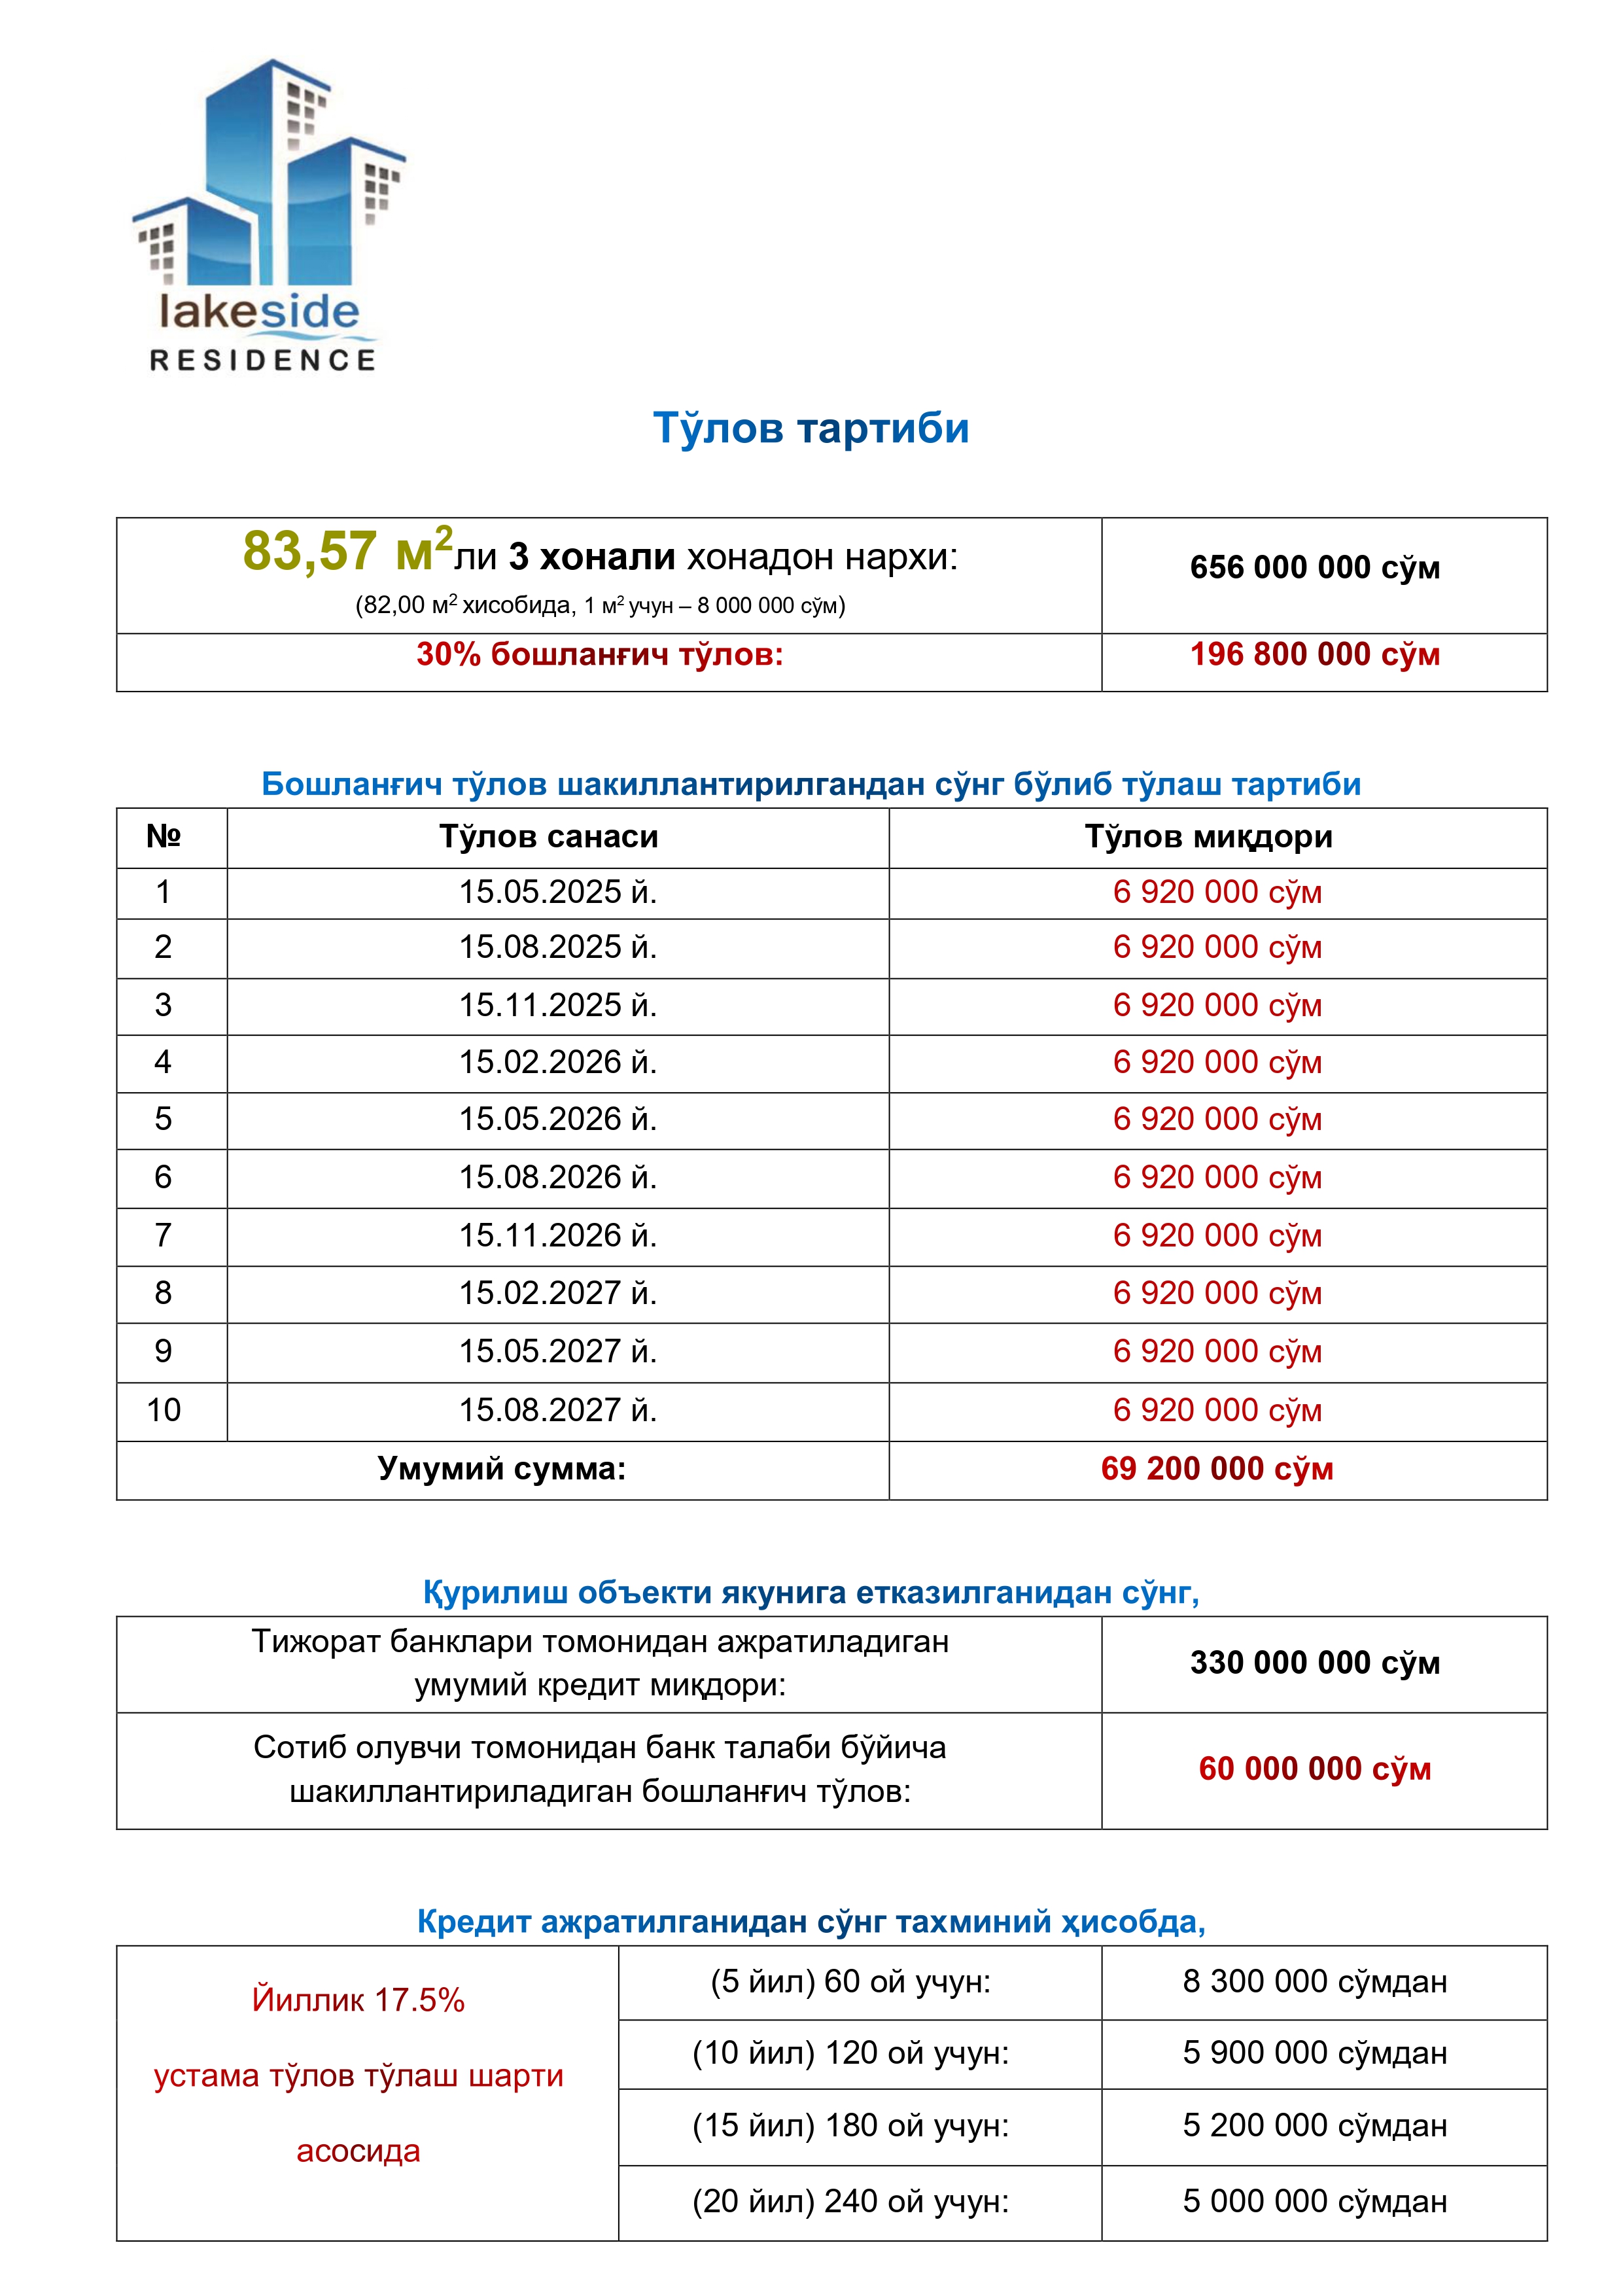 lakeside
RESIDENCE
Тўлов тартиби
83,57 м²ли 3 хонали хонадон нархи:
(82,00 м² хисобида, 1 м² учун – 8 000 000 сўм)
656 000 000 сўм
30% бошланғич тўлов:
196 800 000 сўм
Бошланғич тўлов шакиллантирилгандан сўнг бўлиб тўлаш тартиби
№ Тўлов санаси Тўлов миқдори
1 15.05.2025 й. 6 920 000 сўм
2 15.08.2025 й. 6 920 000 сўм
3 15.11.2025 й. 6 920 000 сўм
4 15.02.2026 й. 6 920 000 сўм
5 15.05.2026 й. 6 920 000 сўм
6 15.08.2026 й. 6 920 000 сўм
7 15.11.2026 й. 6 920 000 сўм
8 15.02.2027 й. 6 920 000 сўм
9 15.05.2027 й. 6 920 000 сўм
10 15.08.2027 й. 6 920 000 сўм
Умумий сумма: 69 200 000 сўм
Қурилиш объекти якунига етказилганидан сўнг,
Тижорат банклари томонидан ажратиладиган
умумий кредит миқдори:
330 000 000 сўм
Сотиб олувчи томонидан банк талаби бўйича
шакиллантириладиган бошланғич тўлов:
60 000 000 сўм
Кредит ажратилганидан сўнг тахминий ҳисобда,
Йиллик 17.5%
устама тўлов тўлаш шарти
асосида
(5 йил) 60 ой учун: 8 300 000 сўмдан
(10 йил) 120 ой учун: 5 900 000 сўмдан
(15 йил) 180 ой учун: 5 200 000 сўмдан
(20 йил) 240 ой учун: 5 000 000 сўмдан